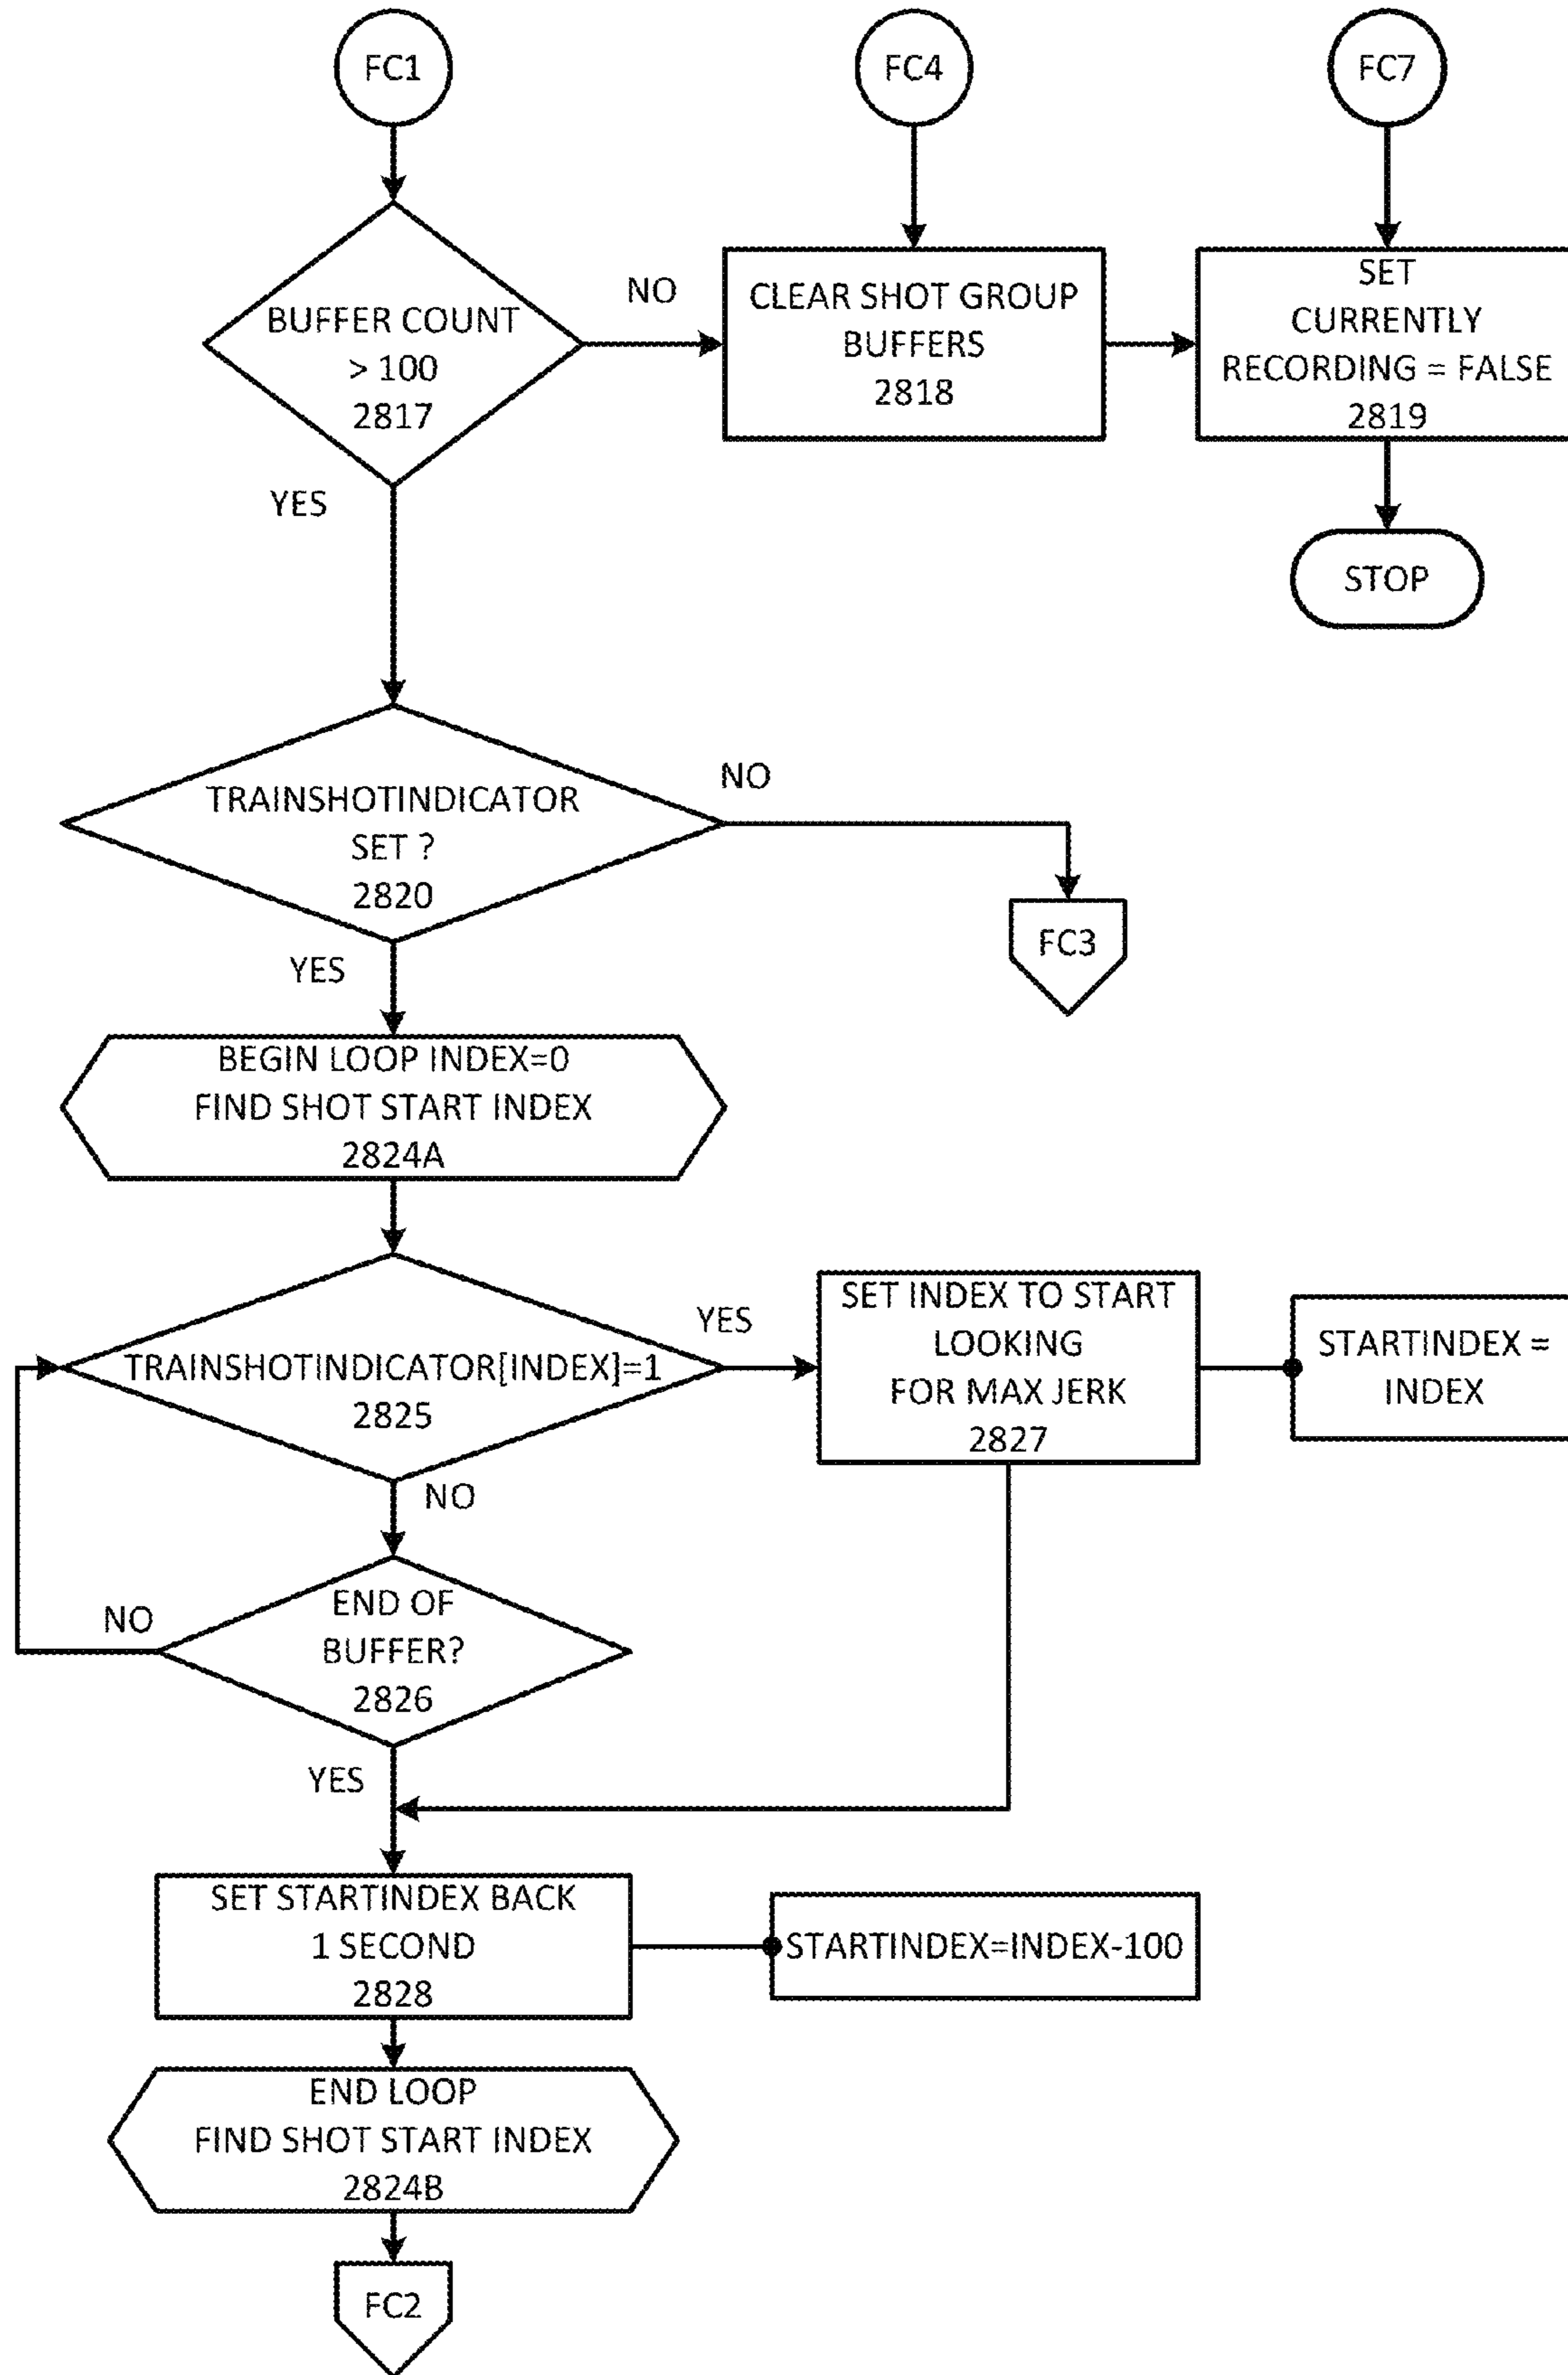 FC1
FC4
FC7
BUFFER COUNT
> 100
2817
NO
CLEAR SHOT GROUP
BUFFERS
2818
SET
CURRENTLY
RECORDING = FALSE
2819
YES
STOP
TRAINSHOTINDICATOR
SET ?
2820
NO
FC3
YES
BEGIN LOOP INDEX=0
FIND SHOT START INDEX
2824A
TRAINSHOTINDICATOR[INDEX]=1
2825
YES
SET INDEX TO START
LOOKING
FOR MAX JERK
2827
STARTINDEX =
INDEX
NO
END OF
BUFFER?
2826
NO
YES
SET STARTINDEX BACK
1 SECOND
2828
STARTINDEX=INDEX-100
END LOOP
FIND SHOT START INDEX
2824B
FC2